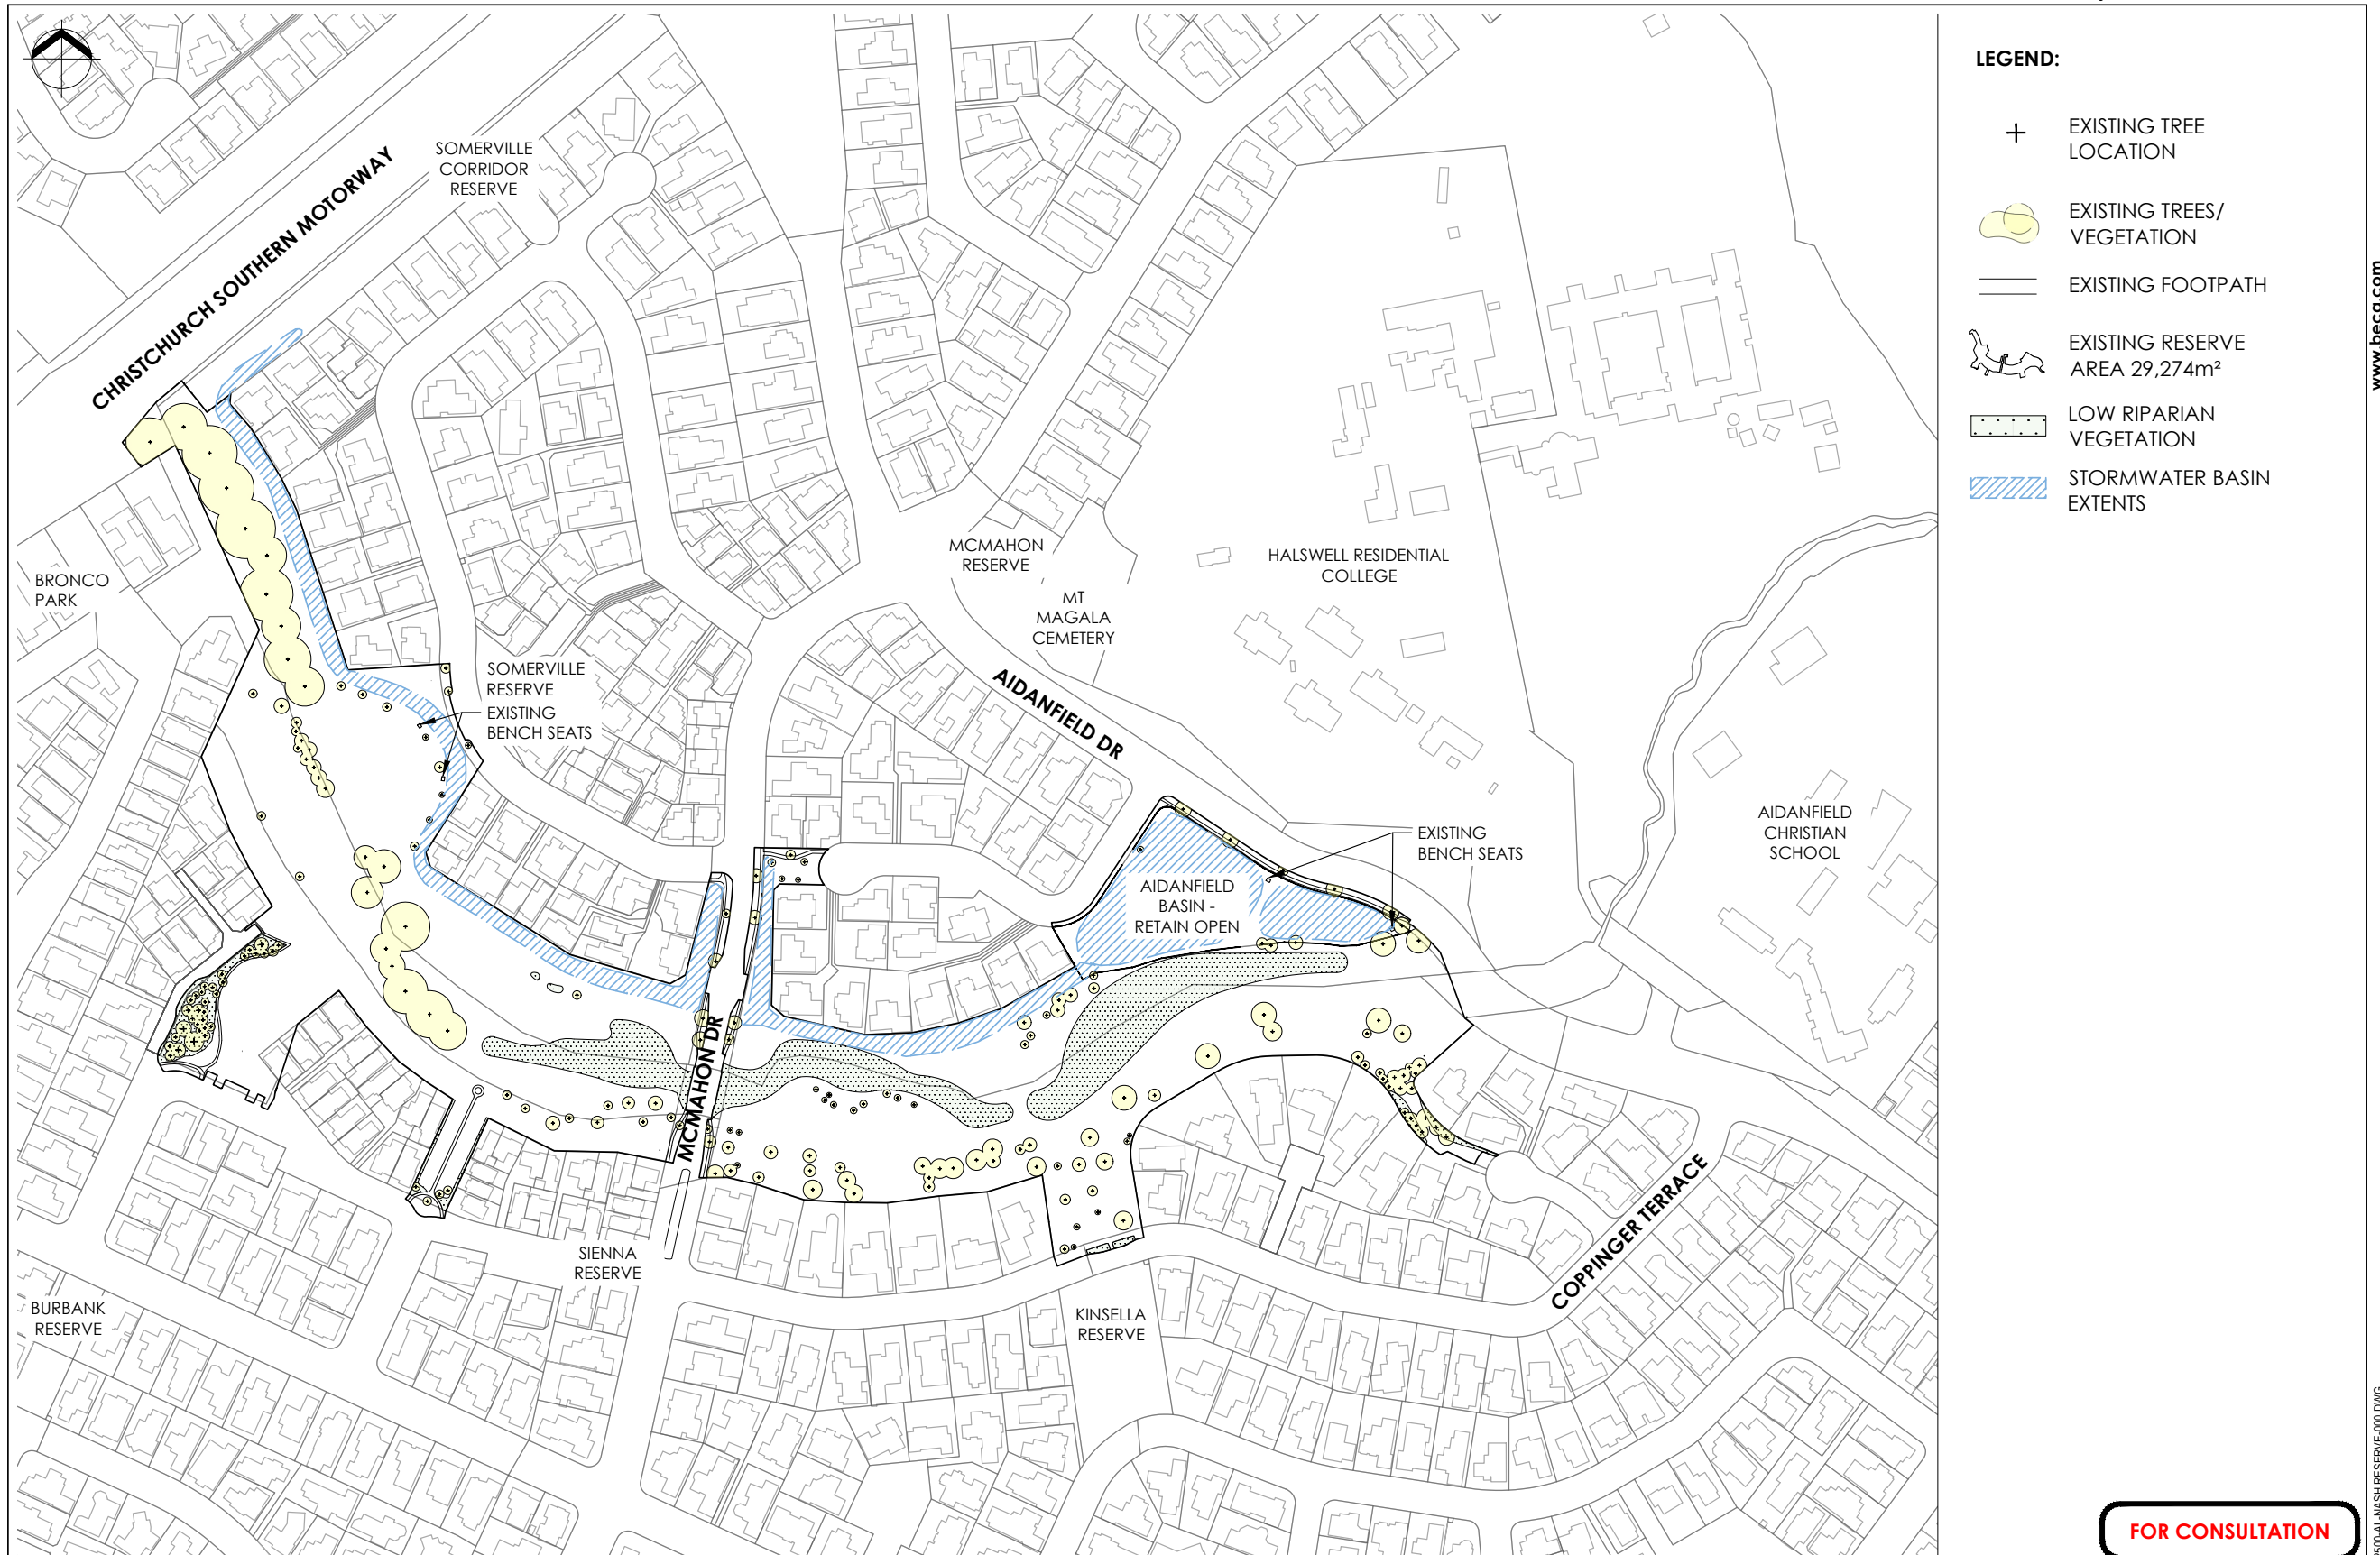 CHRISTCHURCH SOUTHERN MOTORWAY
SOMERVILLE
CORRIDOR
RESERVE
BRONCO
PARK
SOMERVILLE
RESERVE
EXISTING
BENCH SEATS
MCMAHON
RESERVE
MT
MAGALA
CEMETERY
HALSWELL RESIDENTIAL
COLLEGE
AIDANFIELD DR
EXISTING
BENCH SEATS
AIDANFIELD
BASIN -
RETAIN OPEN
AIDANFIELD
CHRISTIAN
SCHOOL
MCMAHON DR
SIENNA
RESERVE
BURBANK
RESERVE
KINSELLA
RESERVE
COPPINGER TERRACE
LEGEND:
EXISTING TREE
LOCATION
EXISTING TREES/
VEGETATION
EXISTING FOOTPATH
EXISTING RESERVE
AREA 29,274m²
LOW RIPARIAN
VEGETATION
STORMWATER BASIN
EXTENTS
www.beca.com
FOR CONSULTATION